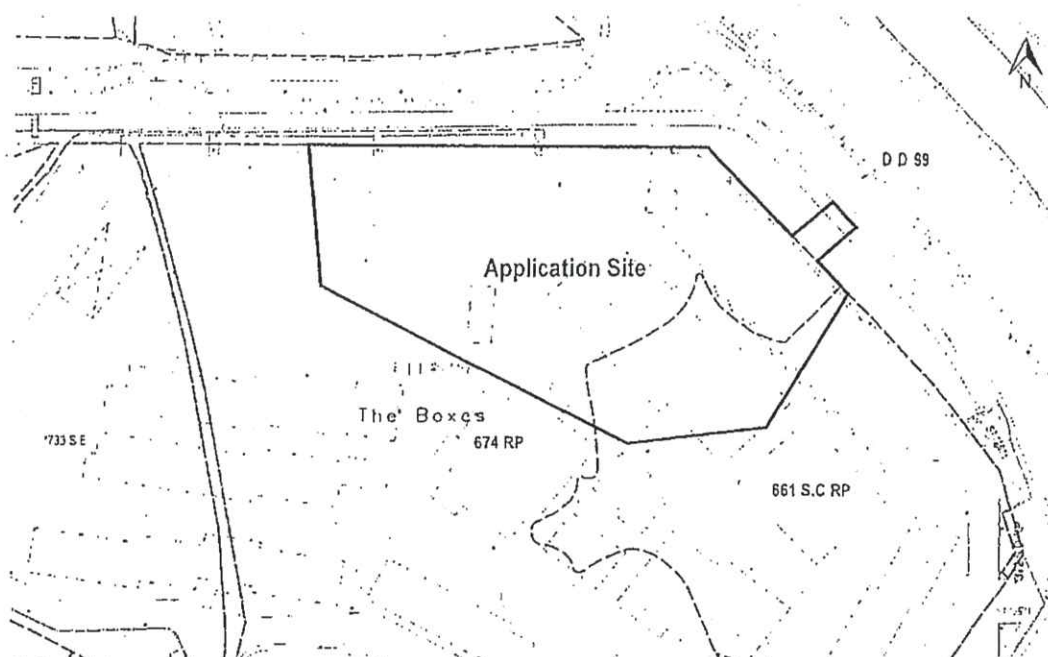 N
D D 99
Application Site
The Boxes
733 S E
674 RP
661 S.C RP